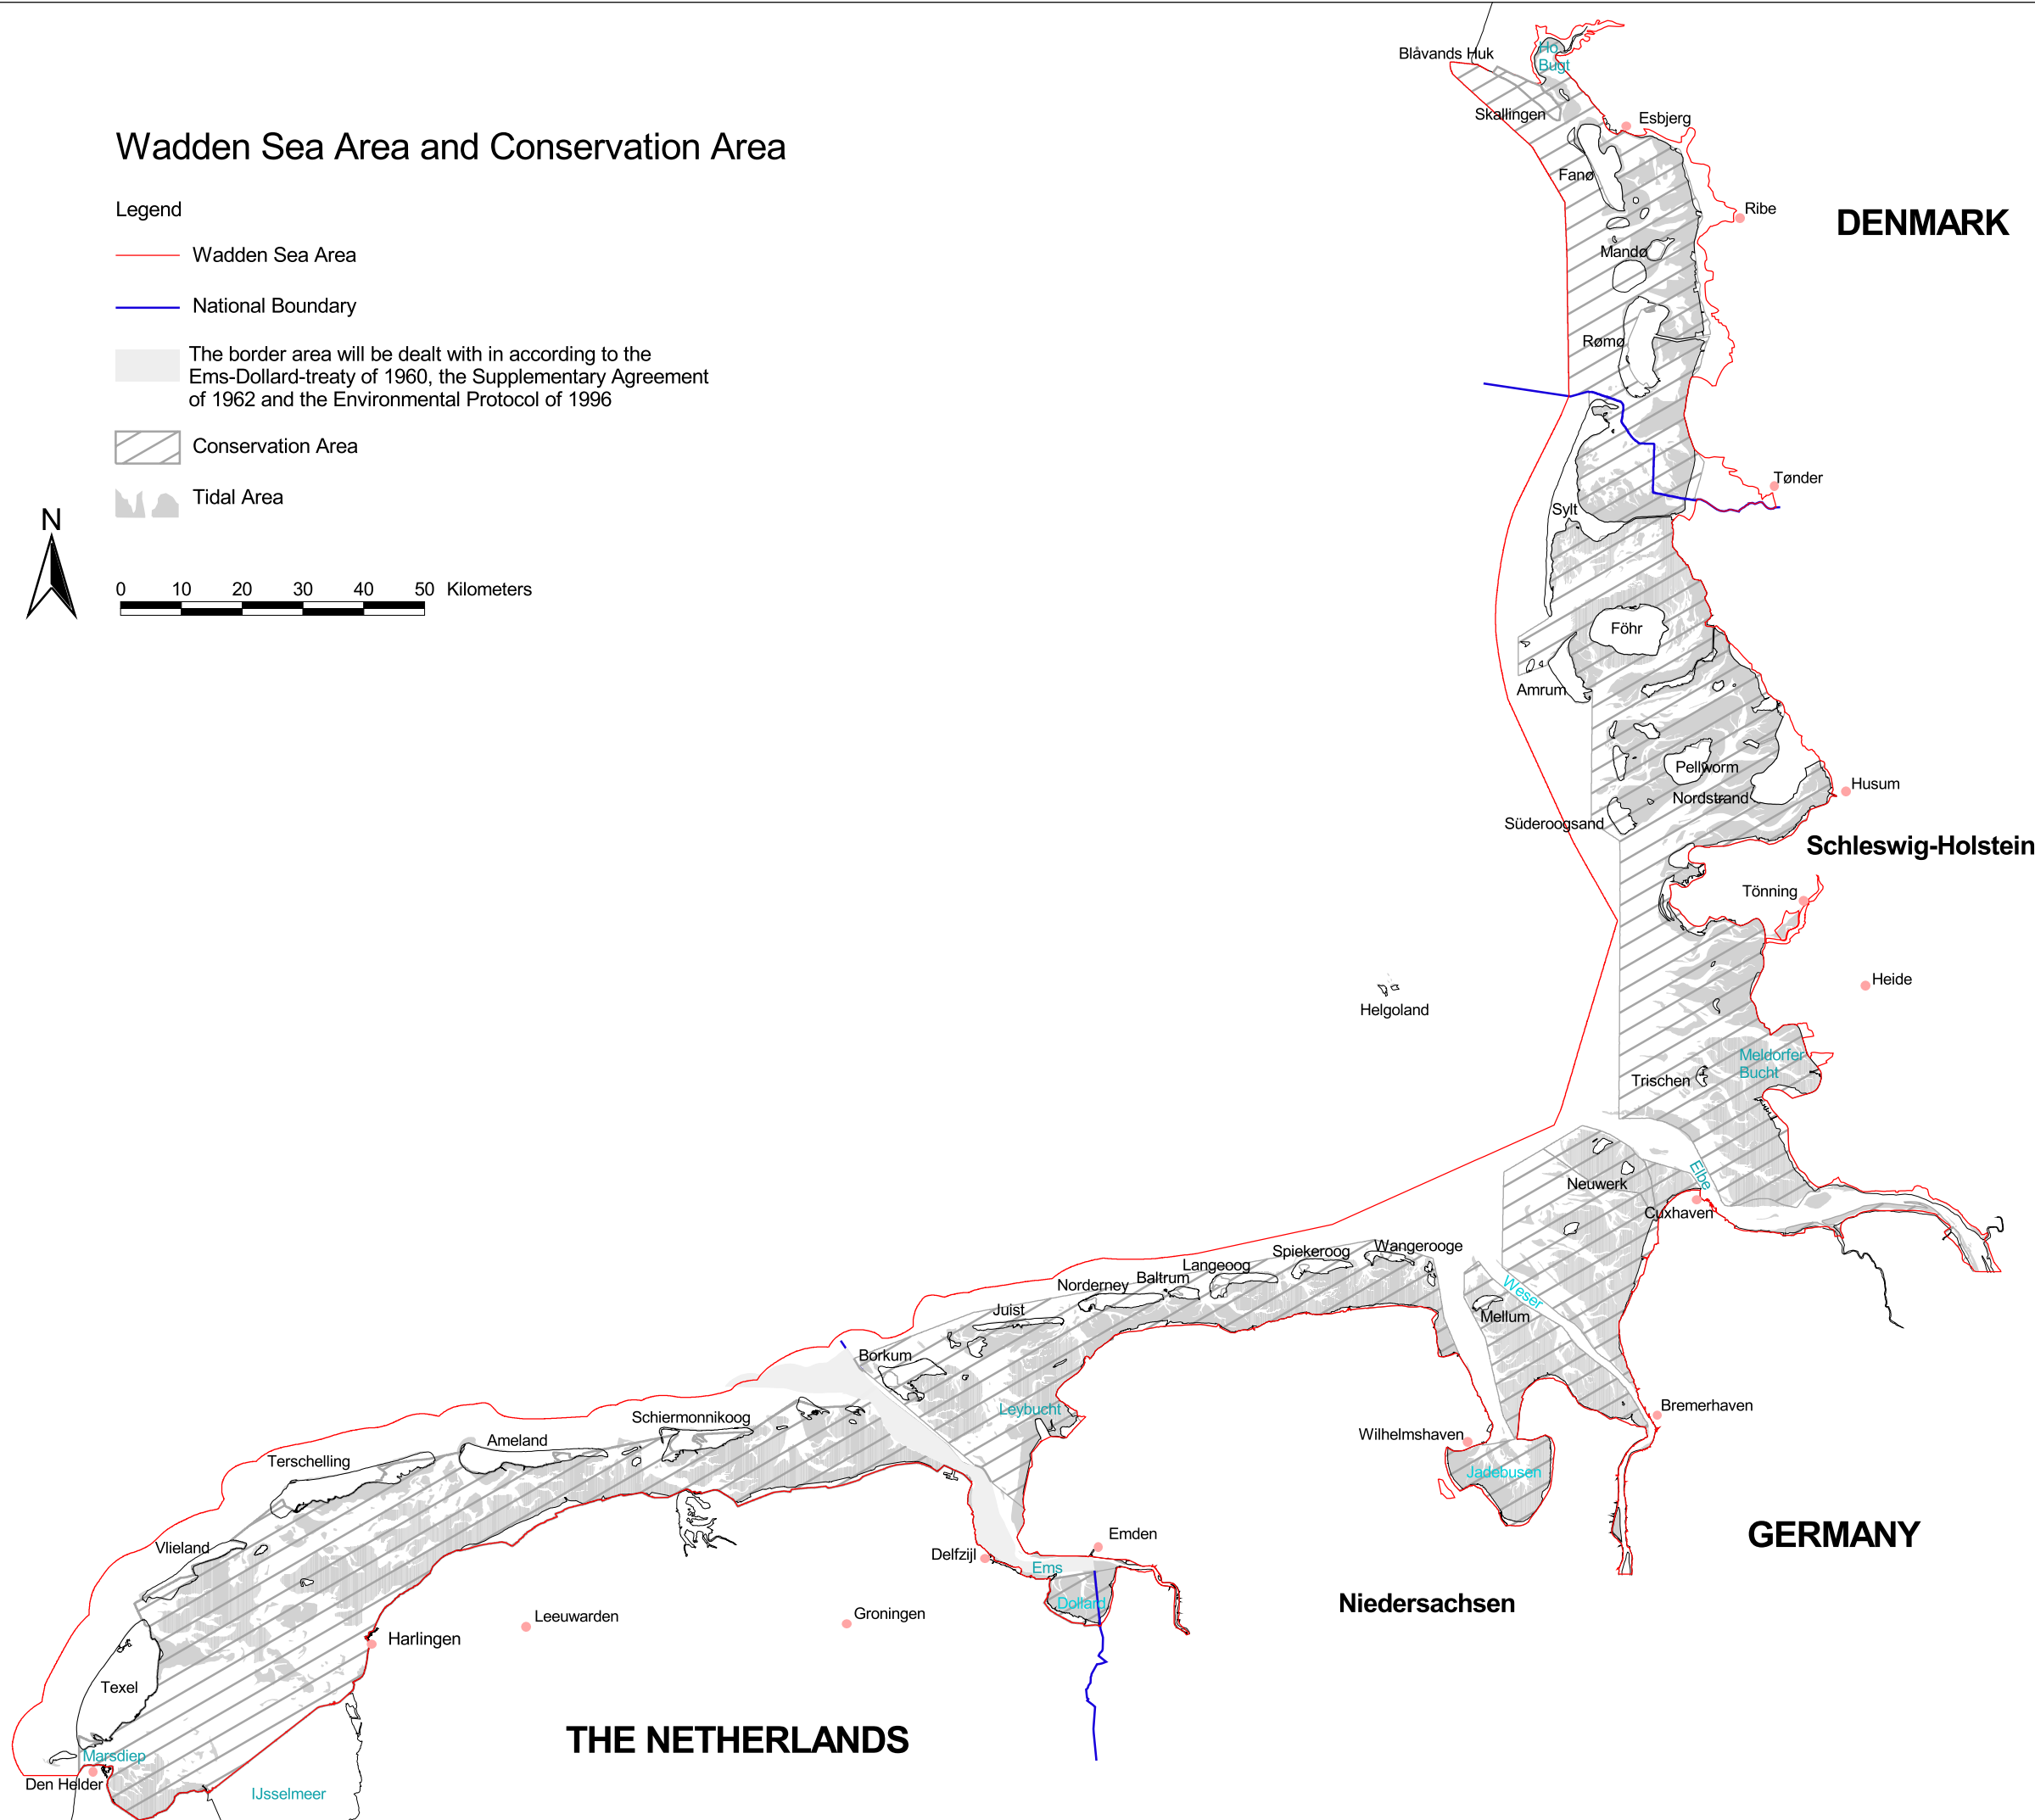 Wadden Sea Area and Conservation Area
Legend
Wadden Sea Area
National Boundary
The border area will be dealt with in according to the
Ems-Dollard-treaty of 1960, the Supplementary Agreement
of 1962 and the Environmental Protocol of 1996
Conservation Area
Tidal Area
N
0 10 20 30 40 50 Kilometers
Blåvands Huk
Ho
Bugt
Skallingen
Esbjerg
Fanø
Ribe
DENMARK
Mandø
Rømø
Tønder
Sylt
Föhr
Amrum
Pellworm
Husum
Nordstrand
Süderoogsand
Schleswig-Holstein
Tönning
Heide
Helgoland
Meldorfer
Bucht
Trischen
Elbe
Neuwerk
Cuxhaven
Wangerooge
Spiekeroog
Langeoog
Baltrum
Norderney
Juist
Weser
Mellum
Borkum
Leybucht
Bremerhaven
Wilhelmshaven
Jadebusen
Schiermonnikoog
Ameland
Terschelling
GERMANY
Emden
Vlieland
Delfzijl
Ems
Dollard
Niedersachsen
Leeuwarden
Groningen
Harlingen
Texel
THE NETHERLANDS
Marsdiep
Den Helder
IJsselmeer